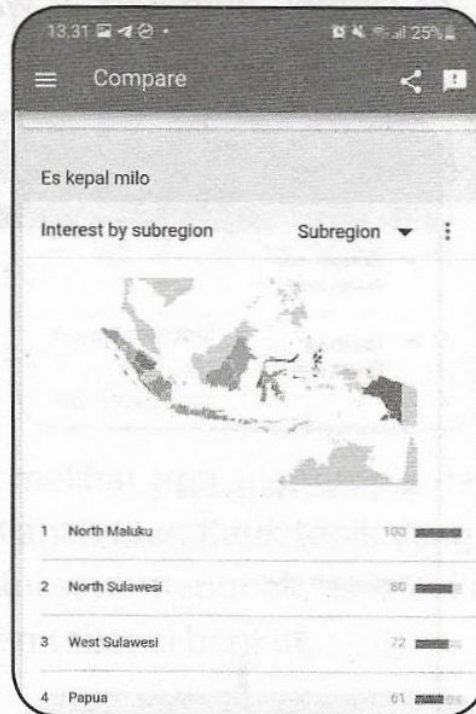 13.31 25%
Compare
Es kepal milo
Interest by subregion Subregion
1 North Maluku 100
2 North Sulawesi 80
3 West Sulawesi 72
4 Papua 61